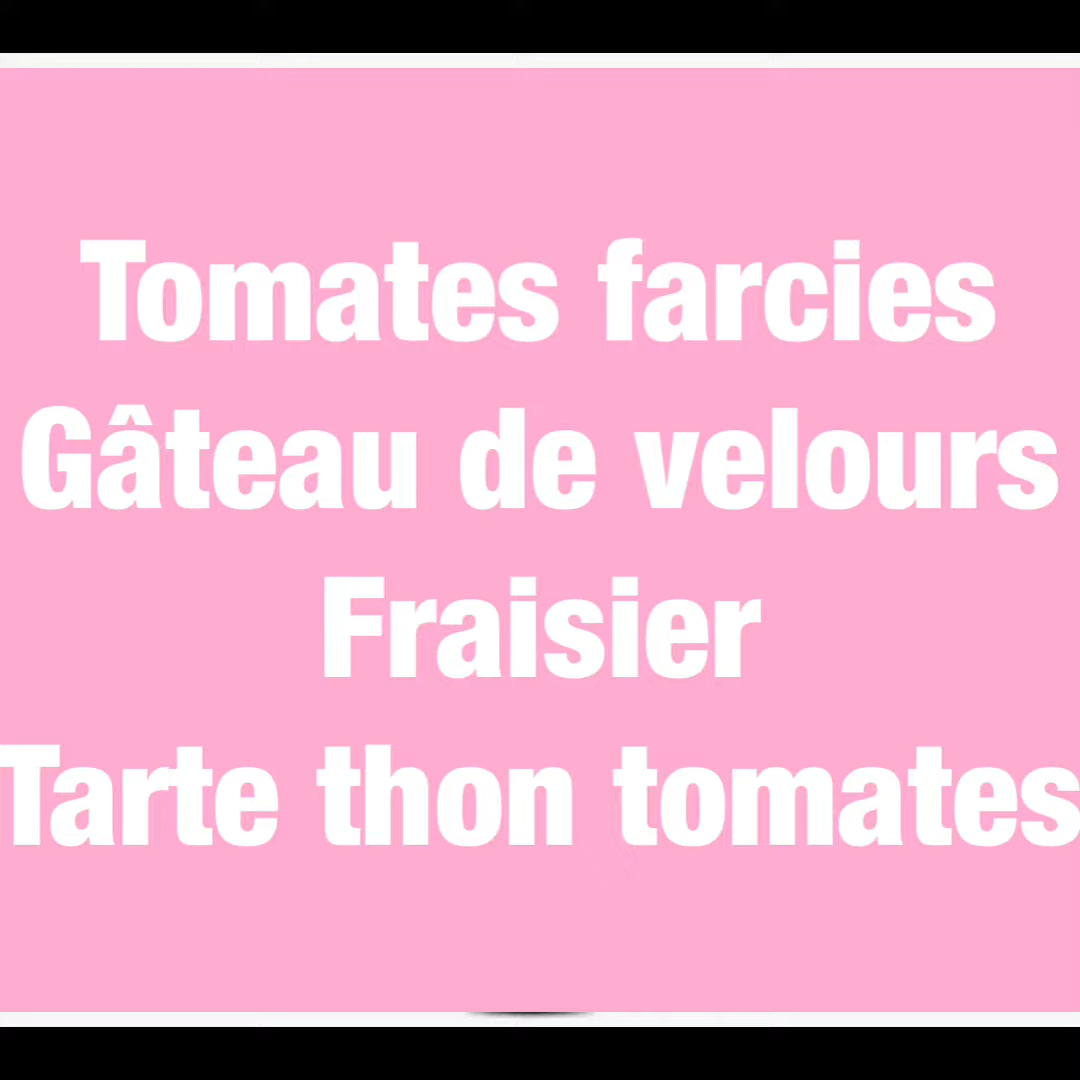 Tomates farcies
Gâteau de velours
Fraisier
Tarte thon tomates